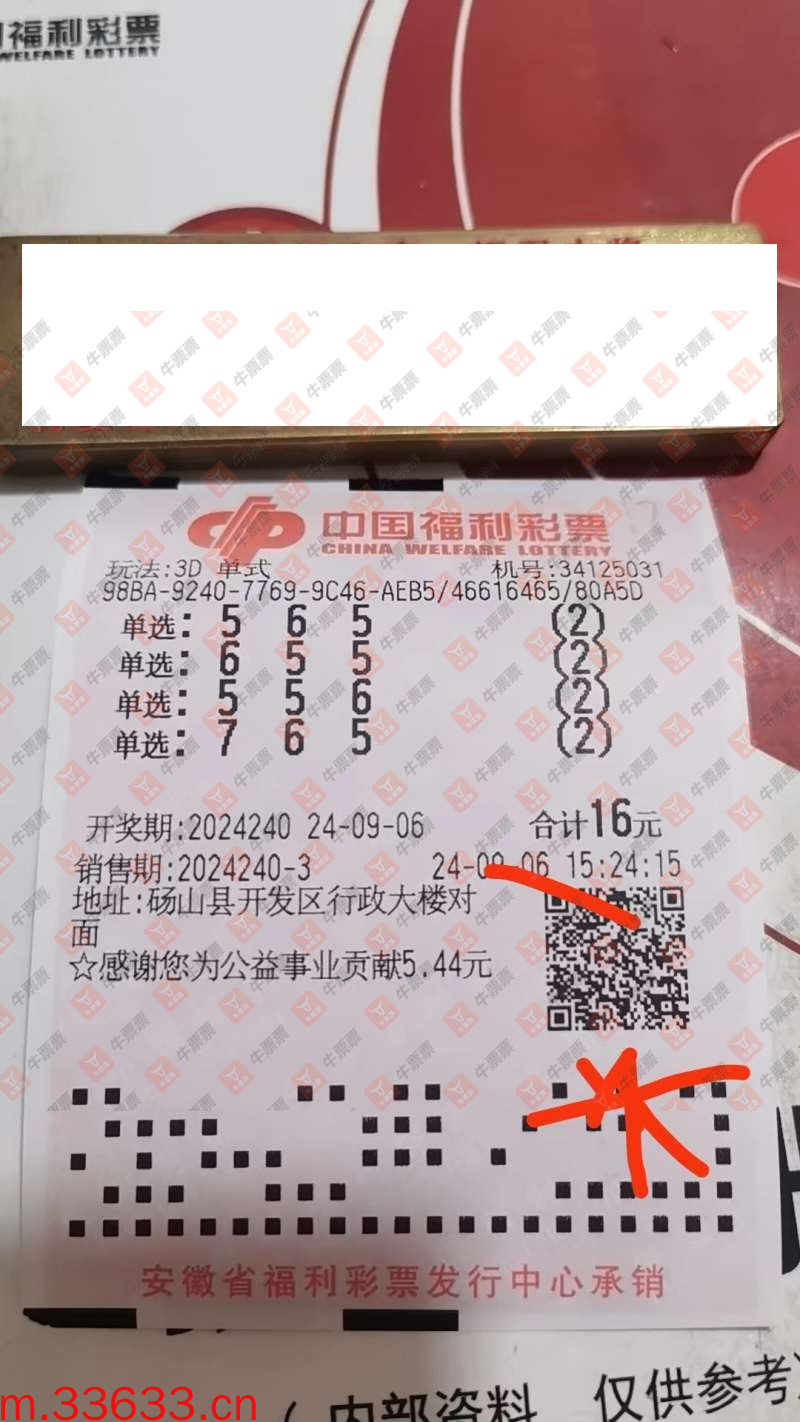 福利彩票
WELFARE LOTTERY
中国福利彩票
CHINA WELFARE LOTTERY
玩法:3D 单式 机号:34125031
98BA-9240-7769-9C46-AEB5/46616465/80A5D
单选: 5 6 5 (2)
单选: 6 5 5 (2)
单选: 5 5 6 (2)
单选: 7 6 5 (2)
开奖期:2024240 24-09-06 合计16元
销售期:2024240-3 24-09-06 15:24:15
地址:砀山县开发区行政大楼对
面
☆感谢您为公益事业贡献5.44元
安徽省福利彩票发行中心承销
m.33633.cn
(内部资料 仅供参考)
牛票票